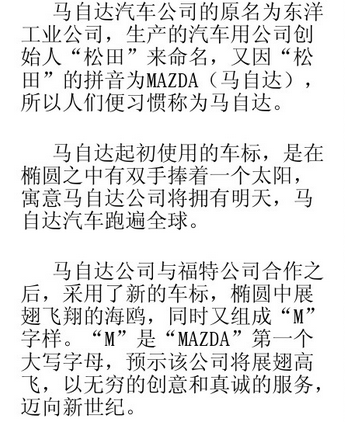 马自达汽车公司的原名为东洋
工业公司，生产的汽车用公司创
始人“松田”来命名，又因“松
田”的拼音为MAZDA（马自达），
所以人们便习惯称为马自达。
马自达起初使用的车标，是在
椭圆之中有双手捧着一个太阳，
寓意马自达公司将拥有明天，马
自达汽车跑遍全球。
马自达公司与福特公司合作之
后，采用了新的车标，椭圆中展
翅飞翔的海鸥，同时又组成“M”
字样。“M”是“MAZDA”第一个
大写字母，预示该公司将展翅高
飞，以无穷的创意和真诚的服务，
迈向新世纪。